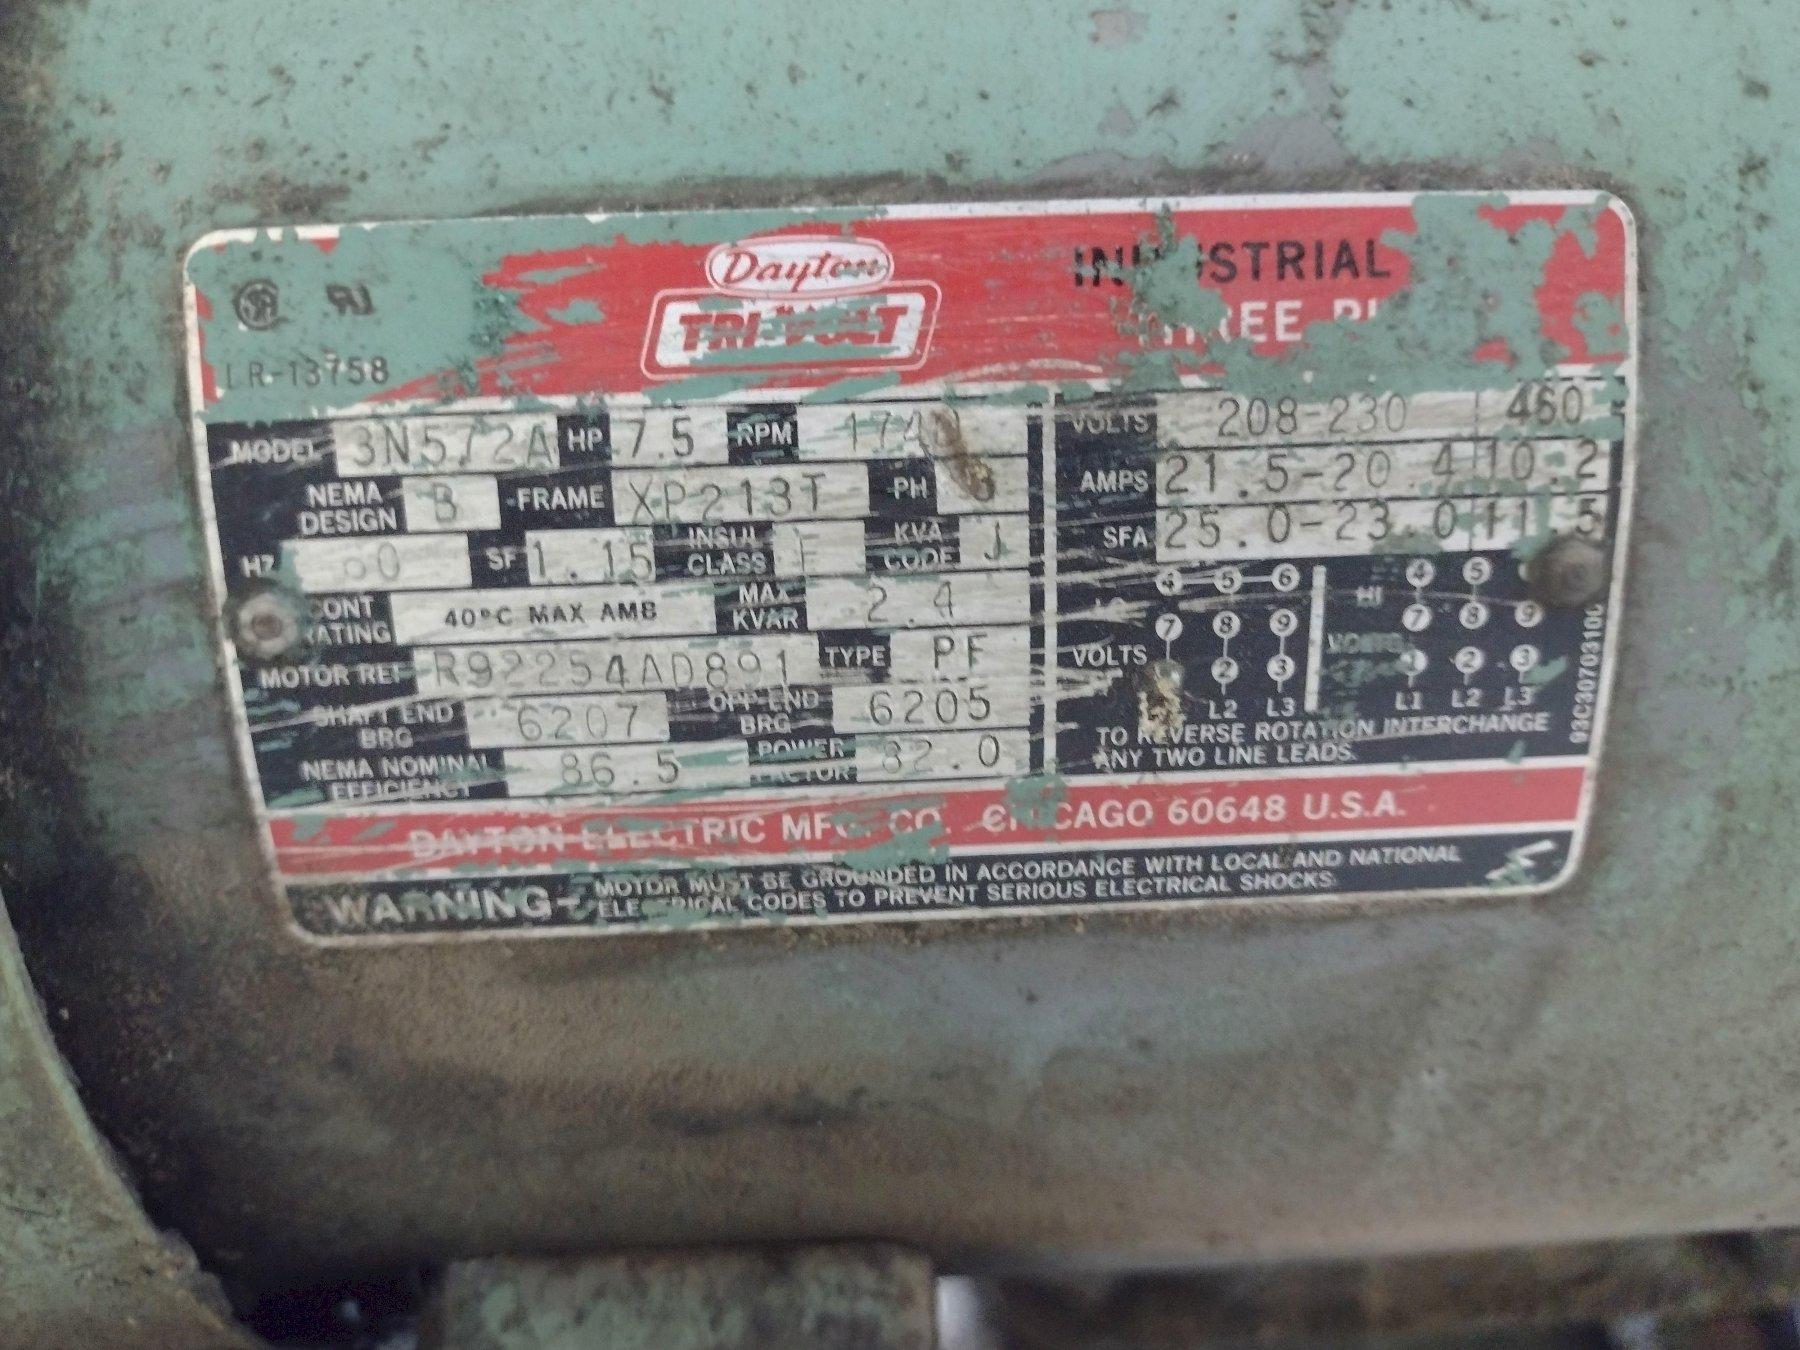 Dayton
TRI-VOLT
INDUSTRIAL
LR-13758
MODEL 3N572A HP 7.5 RPM
NEMA DESIGN B FRAME XP213T PH
HZ 60 SF 1.15 INSUL CLASS F KVA CODE J
CONT RATING 40°C MAX AMB MAX KVAR 2.4
MOTOR REF R92254AD891 TYPE PF
SHAFT END BRG 6207 OPP END BRG 6205
NEMA NOMINAL EFFICIENCY 86.5 POWER FACTOR 82.0
VOLTS 208-230 460
AMPS 21.5-20.4 10.2
SFA 25.0-23.0 11.5
4 5 6 HI 4 5
7 8 9 7 8 9
VOLTS 2 3 VOLTS 1 2 3
L2 L3 L1 L2 L3
TO REVERSE ROTATION INTERCHANGE
ANY TWO LINE LEADS.
DAYTON ELECTRIC MFG. CO. CHICAGO 60648 U.S.A.
WARNING- MOTOR MUST BE GROUNDED IN ACCORDANCE WITH LOCAL AND NATIONAL
ELECTRICAL CODES TO PREVENT SERIOUS ELECTRICAL SHOCKS.